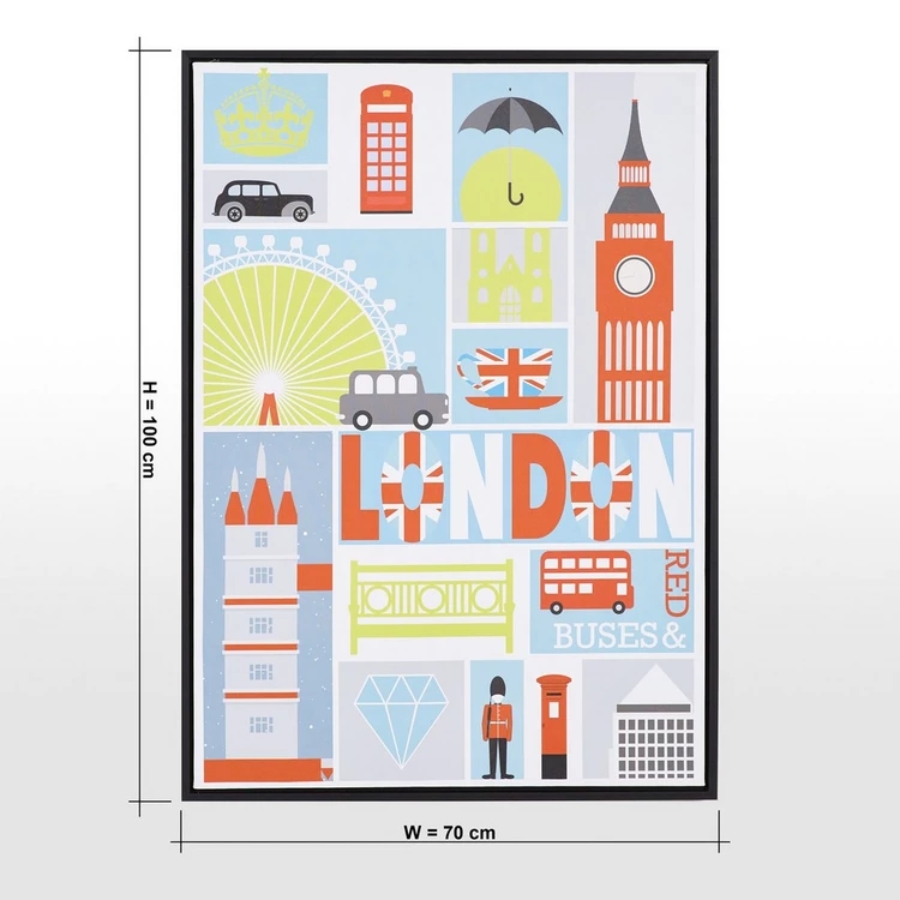 H = 100 cm
LONDON
RED
BUSES&
W = 70 cm